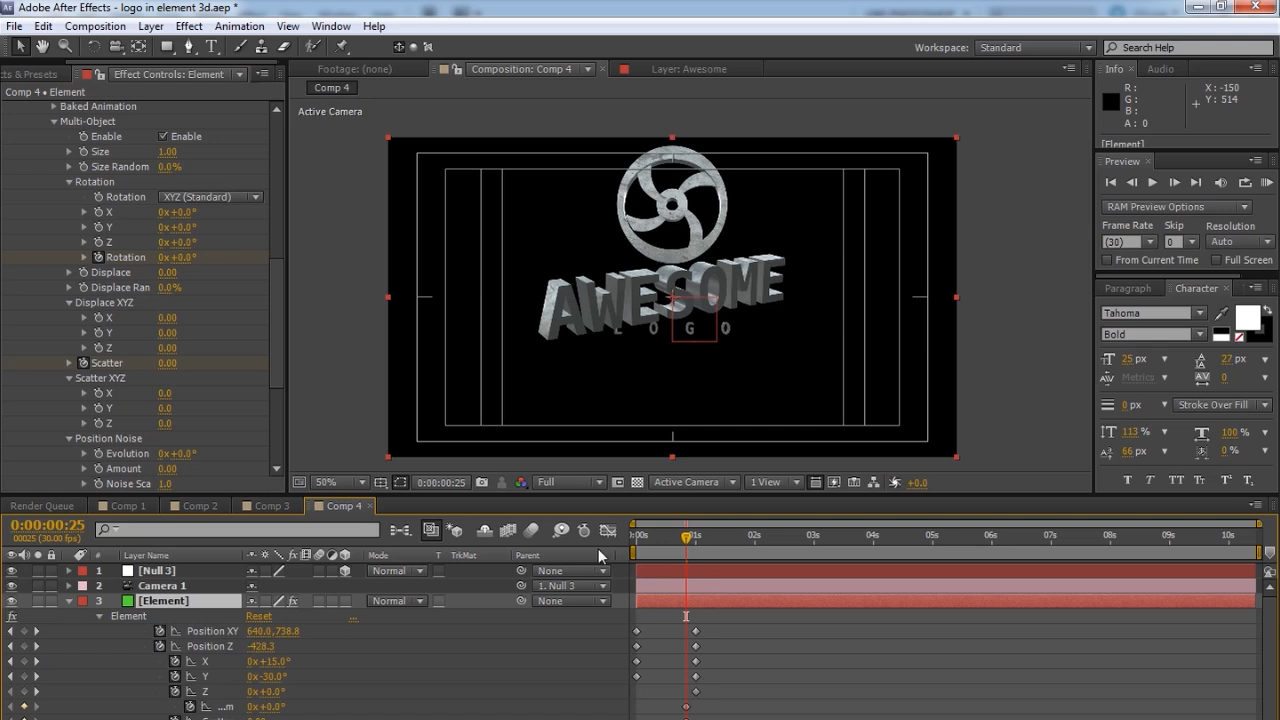 Adobe After Effects - logo in element 3d.aep *
File Edit Composition Layer Effect Animation View Window Help
Workspace: Standard Search Help
ts & Presets Effect Controls: Element
Footage: (none) Composition: Comp 4 Layer: Awesome
Info Audio
Comp 4 • Element
Comp 4
R: X: -150
G: Y: 514
B:
A: 0
[Element]
Active Camera
Baked Animation
Multi-Object
Enable Enable
Size 1.00
Size Random 0.0%
Rotation
Rotation XYZ (Standard)
X 0x+0.0°
Y 0x+0.0°
Z 0x+0.0°
Rotation 0x+0.0°
Displace 0.00
Displace Ran 0.0%
Displace XYZ
X 0.00
Y 0.00
Z 0.00
Scatter 0.00
Scatter XYZ
X 0.0
Y 0.0
Z 0.0
Position Noise
Evolution 0x+0.0°
Amount 0.00
Noise Sca 1.0
AWESOME
LOGO
Preview
RAM Preview Options
Frame Rate Skip Resolution
(30) 0 Auto
From Current Time Full Screen
Paragraph Character
Tahoma
Bold
25 px 27 px
Metrics 0
0 px Stroke Over Fill
113 % 100 %
66 px 0 %
T T TT Tt T¹ T₁
50% 0:00:00:25 Full Active Camera 1 View +0.0
Render Queue Comp 1 Comp 2 Comp 3 Comp 4
0:00:00:25
00025 (30.00 fps)
:00s 01s 02s 03s 04s 05s 06s 07s 08s 09s 10s
# Layer Name Mode T TrkMat Parent
1 [Null 3] Normal None
2 Camera 1 1. Null 3
3 [Element] Normal None
Element Reset ...
Position XY 640.0,738.8
Position Z -428.3
X 0x+15.0°
Y 0x-30.0°
Z 0x+0.0°
...m 0x+0.0°